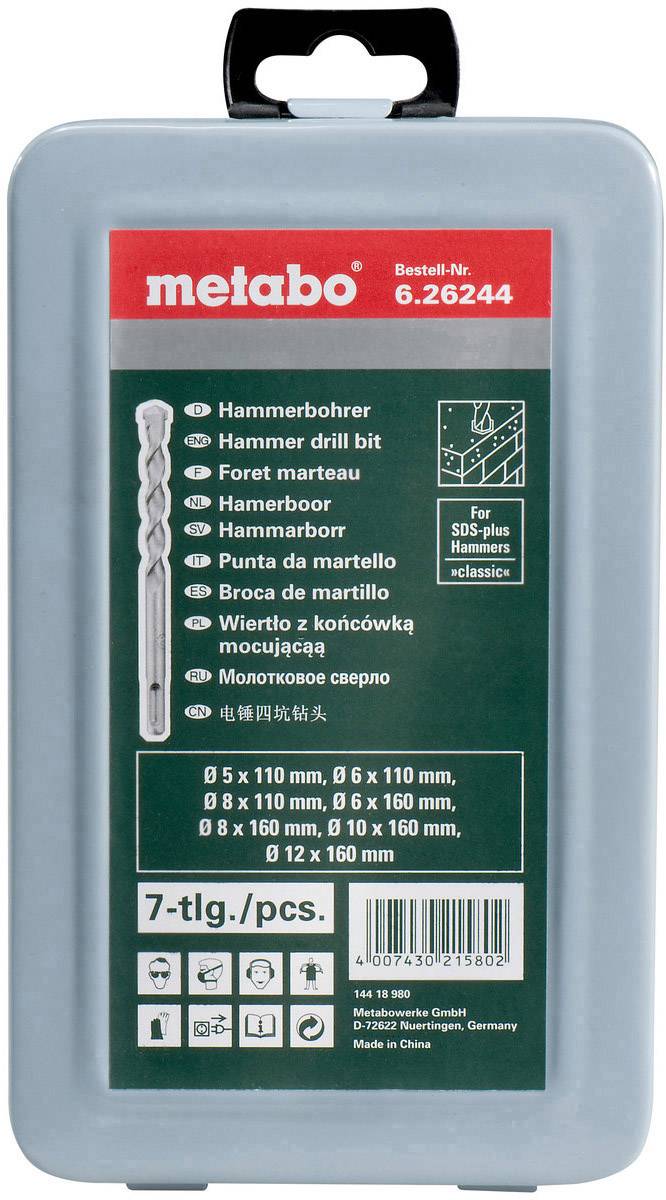 metabo®
Bestell-Nr.
6.26244
D Hammerbohrer
ENG Hammer drill bit
F Foret marteau
NL Hamerboor
SV Hammarborr
IT Punta da martello
ES Broca de martillo
PL Wiertło z końcówką
mocującąą
RU Молотковое сверло
CN 电锤四坑钻头
For
SDS-plus
Hammers
»classic«
Ø 5 x 110 mm, Ø 6 x 110 mm,
Ø 8 x 110 mm, Ø 6 x 160 mm,
Ø 8 x 160 mm, Ø 10 x 160 mm,
Ø 12 x 160 mm
7-tlg./pcs.
4 007430 215802
144 18 980
Metabowerke GmbH
D-72622 Nuertingen, Germany
Made in China